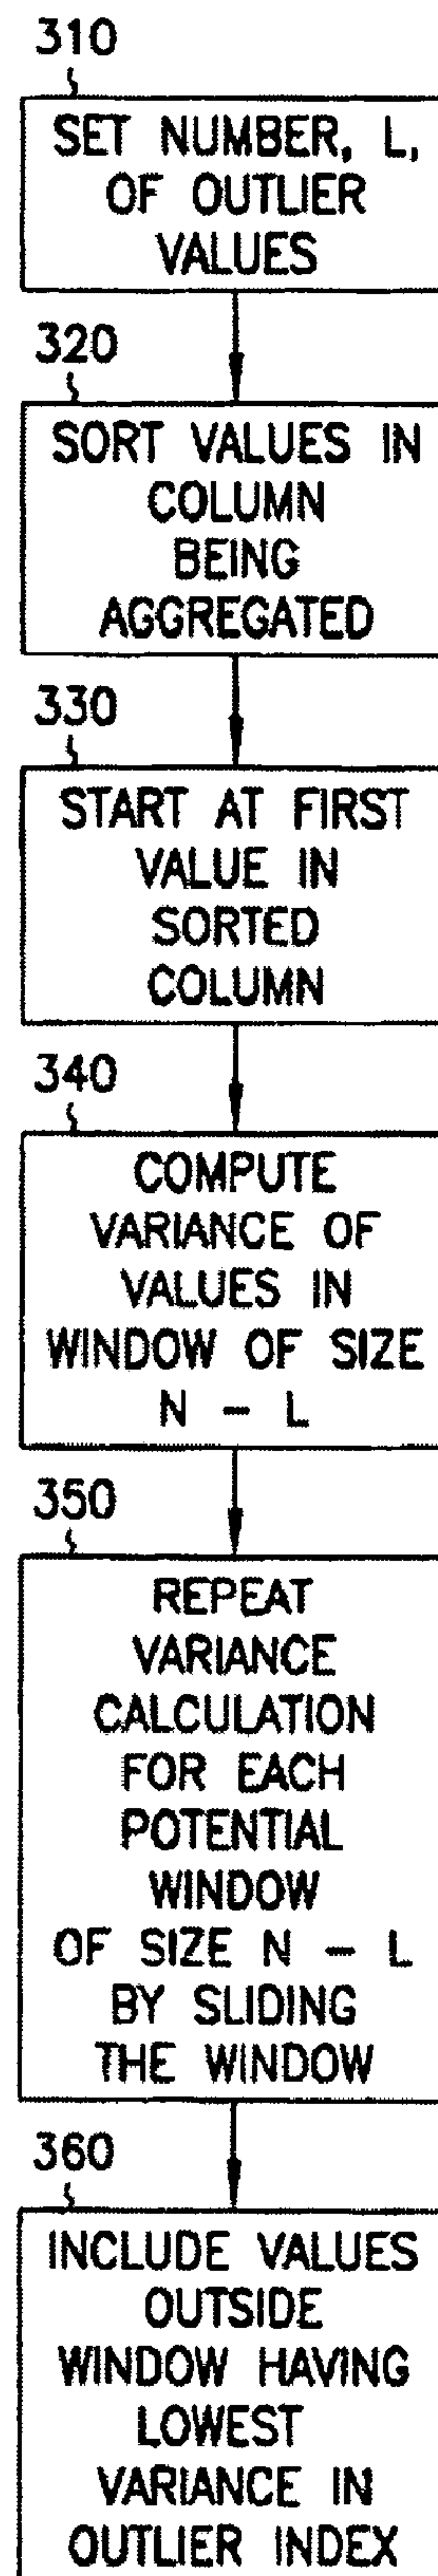 310
SET NUMBER, L,
OF OUTLIER
VALUES
320
SORT VALUES IN
COLUMN
BEING
AGGREGATED
330
START AT FIRST
VALUE IN
SORTED
COLUMN
340
COMPUTE
VARIANCE OF
VALUES IN
WINDOW OF SIZE
N - L
350
REPEAT
VARIANCE
CALCULATION
FOR EACH
POTENTIAL
WINDOW
OF SIZE N - L
BY SLIDING
THE WINDOW
360
INCLUDE VALUES
OUTSIDE
WINDOW HAVING
LOWEST
VARIANCE IN
OUTLIER INDEX